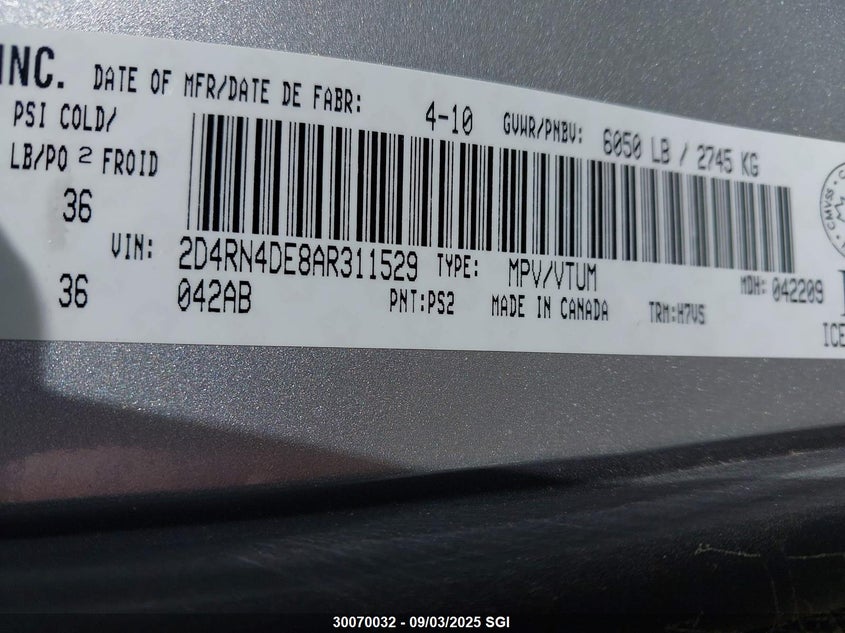 INC. DATE OF MFR/DATE DE FABR: 4-10 GVWR/PNBV: 6050 LB / 2745 KG
PSI COLD/
LB/PO 2 FROID
36
VIN: 2D4RN4DE8AR311529 TYPE: MPV/VTUM MDH: 042209
36 042AB PNT:PS2 MADE IN CANADA TRM:H7VS
CMVSS
ICE
30070032 - 09/03/2025 SGI